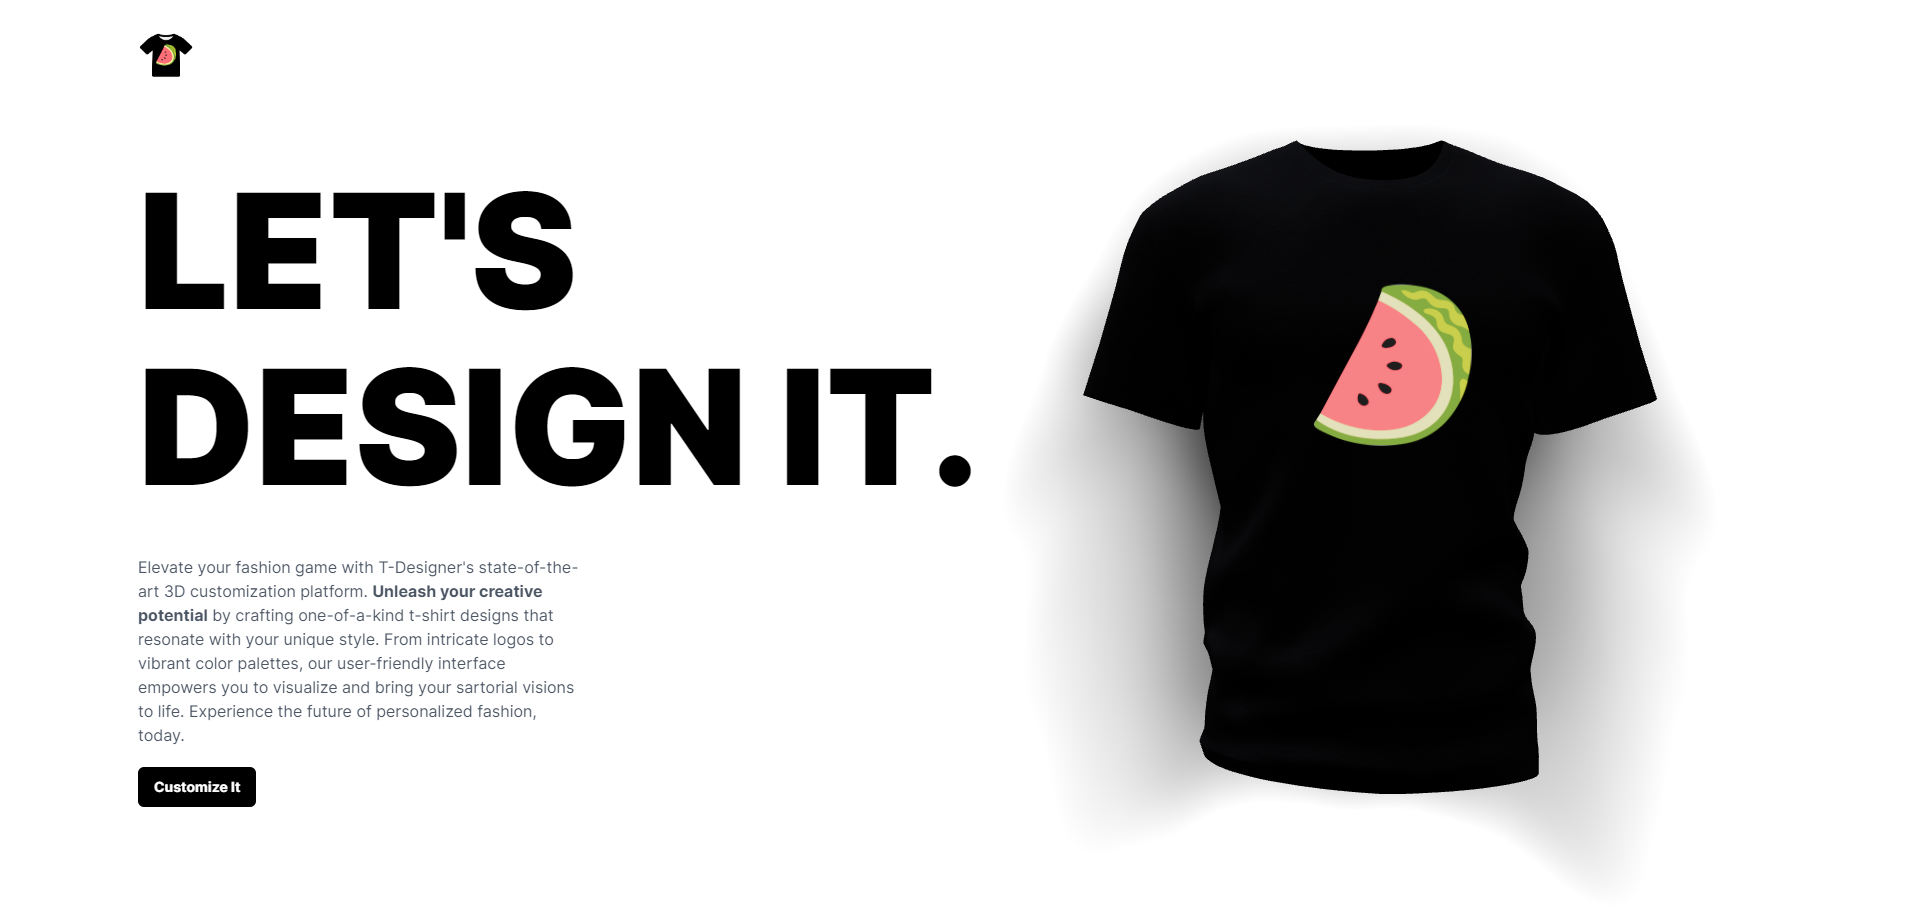 LET'S
DESIGN IT.
Elevate your fashion game with T-Designer's state-of-the-
art 3D customization platform. Unleash your creative
potential by crafting one-of-a-kind t-shirt designs that
resonate with your unique style. From intricate logos to
vibrant color palettes, our user-friendly interface
empowers you to visualize and bring your sartorial visions
to life. Experience the future of personalized fashion,
today.
Customize It